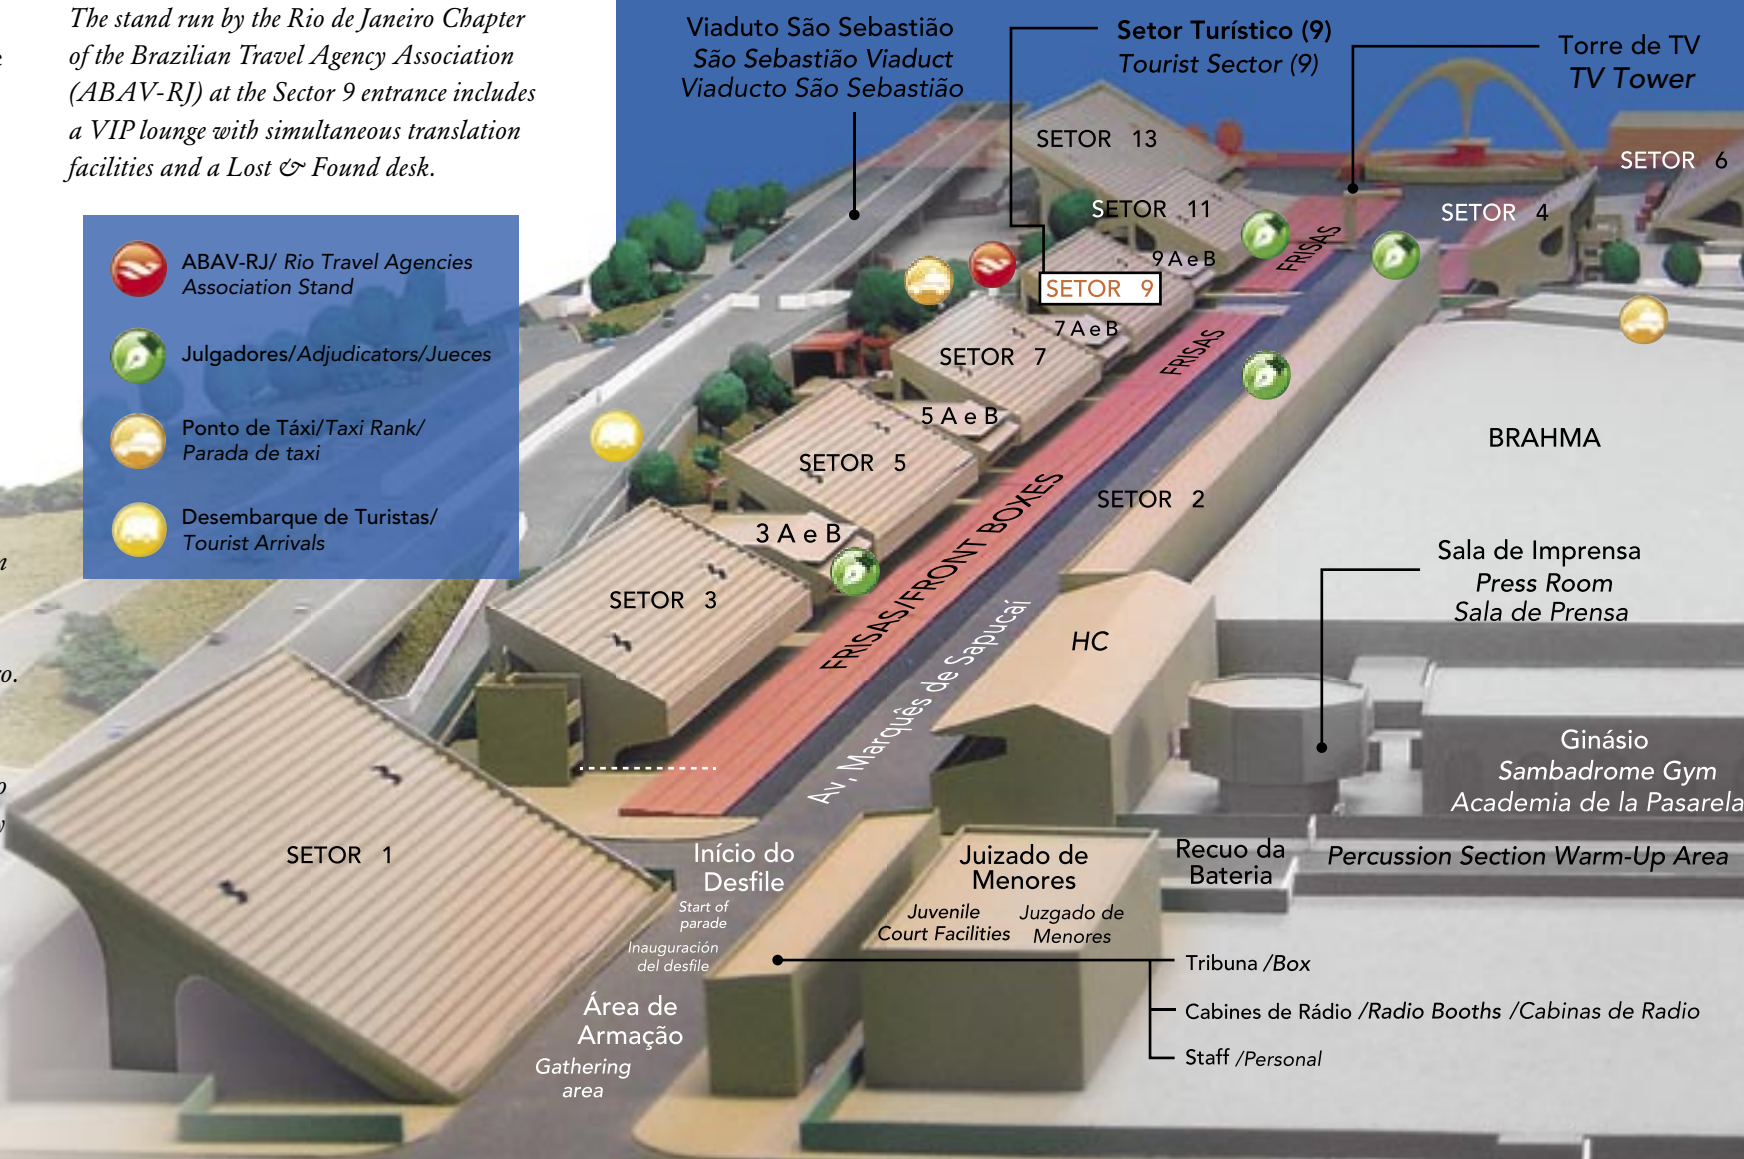 The stand run by the Rio de Janeiro Chapter
of the Brazilian Travel Agency Association
(ABAV-RJ) at the Sector 9 entrance includes
a VIP lounge with simultaneous translation
facilities and a Lost & Found desk.
ABAV-RJ/ Rio Travel Agencies
Association Stand
Julgadores/Adjudicators/Jueces
Ponto de Táxi/Taxi Rank/
Parada de taxi
Desembarque de Turistas/
Tourist Arrivals
Viaduto São Sebastião
São Sebastião Viaduct
Viaducto São Sebastião
Setor Turístico (9)
Tourist Sector (9)
Torre de TV
TV Tower
SETOR 13
SETOR 6
SETOR 11
SETOR 4
FRISAS
9 A e B
SETOR 9
7 A e B
FRISAS
SETOR 7
5 A e B
BRAHMA
SETOR 5
SETOR 2
FRISAS/FRONT BOXES
3 A e B
SETOR 3
Sala de Imprensa
Press Room
Sala de Prensa
HC
Av. Marquês de Sapucaí
Ginásio
Sambadrome Gym
Academia de la Pasarela
SETOR 1
Início do
Desfile
Start of
parade
Inauguración
del desfile
Juizado de
Menores
Juvenile
Court Facilities
Juzgado de
Menores
Recuo da
Bateria
Percussion Section Warm-Up Area
Tribuna /Box
Cabines de Rádio /Radio Booths /Cabinas de Radio
Staff /Personal
Área de
Armação
Gathering
area